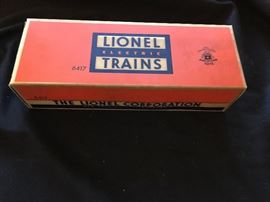 LIONEL
ELECTRIC
TRAINS
6417
THE LIONEL CORPORATION